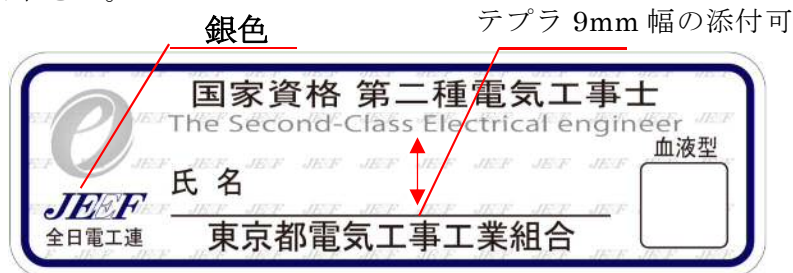 銀色
テプラ 9mm 幅の添付可
国家資格 第二種電気工事士
The Second-Class Electrical engineer
血液型
氏 名
JEEF
全日電工連
東京都電気工事工業組合